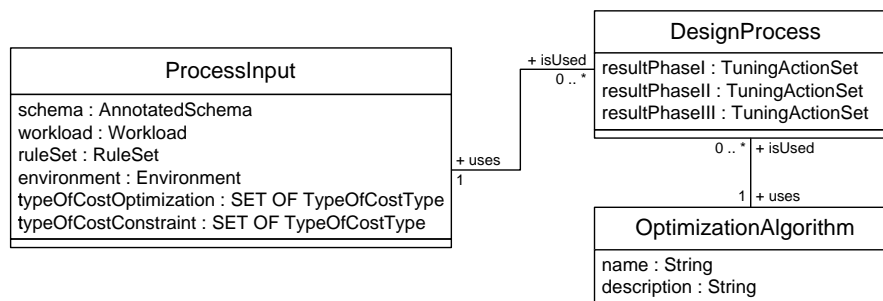 ProcessInput
schema : AnnotatedSchema
workload : Workload
ruleSet : RuleSet
environment : Environment
typeOfCostOptimization : SET OF TypeOfCostType
typeOfCostConstraint : SET OF TypeOfCostType
+ uses
1
+ isUsed
0 .. *
DesignProcess
resultPhaseI : TuningActionSet
resultPhaseII : TuningActionSet
resultPhaseIII : TuningActionSet
0 .. * + isUsed
1 + uses
OptimizationAlgorithm
name : String
description : String